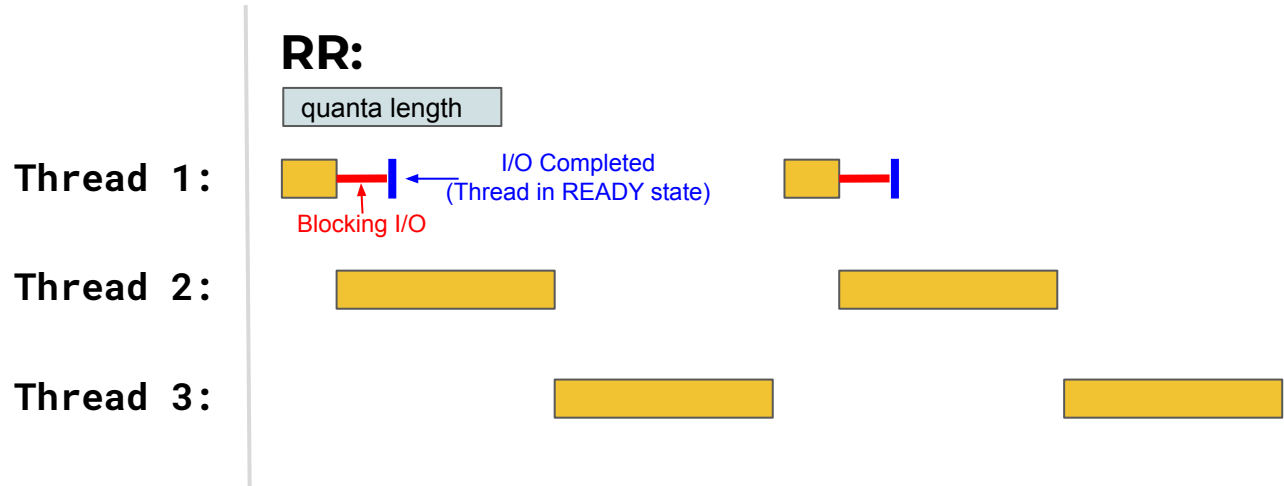 RR:
quanta length
Thread 1:
I/O Completed
(Thread in READY state)
Blocking I/O
Thread 2:
Thread 3: